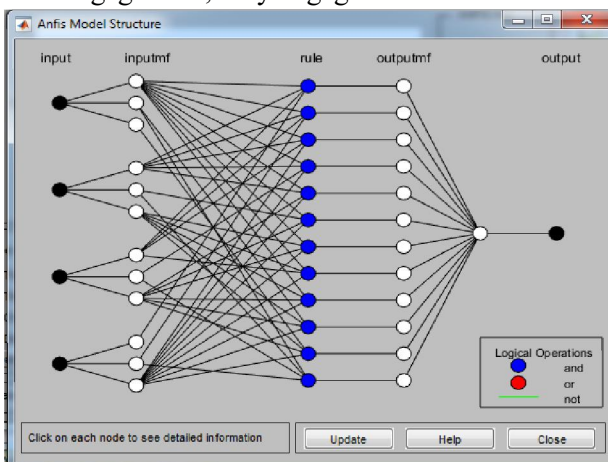 Anfis Model Structure
input inputmf rule outputmf output
Logical Operations
and
or
not
Click on each node to see detailed information Update Help Close